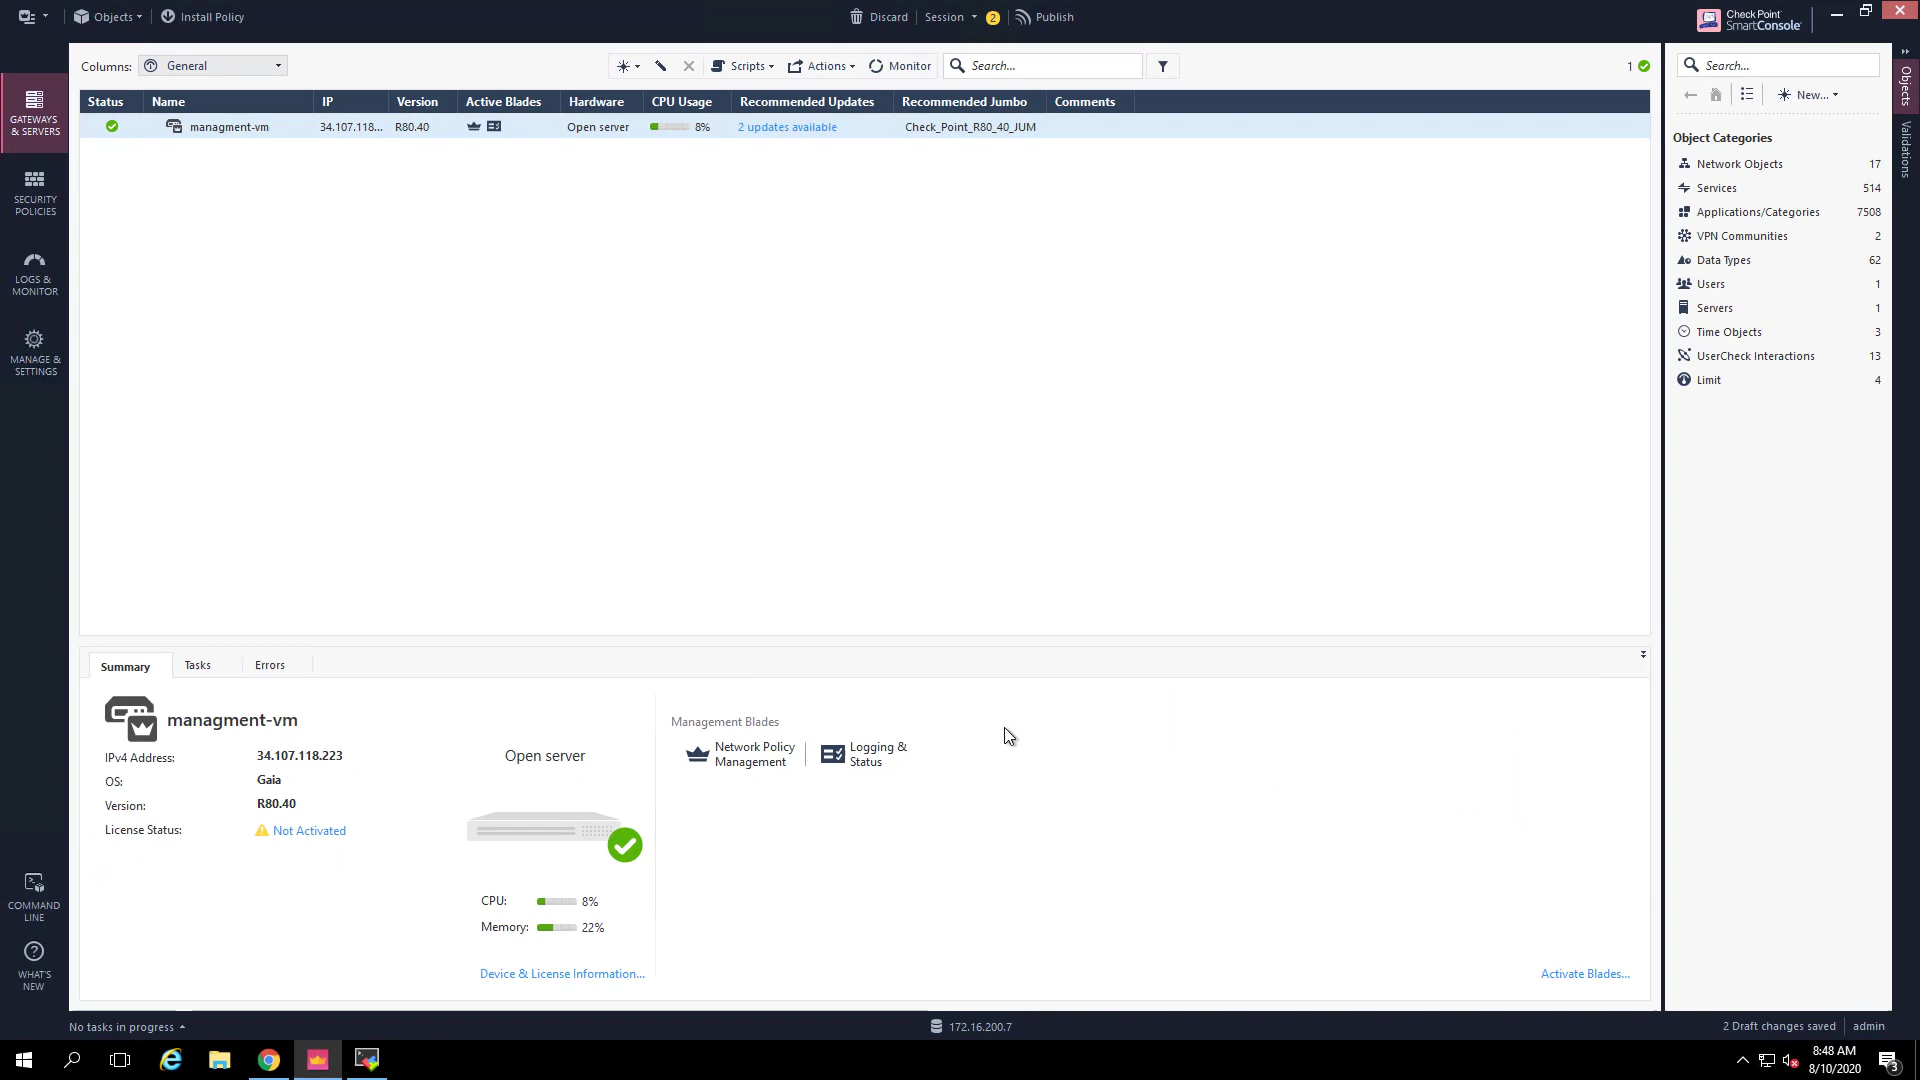 Objects
Install Policy
Discard
Session
2
Publish
Check Point
SmartConsole
Columns:
General
Scripts
Actions
Monitor
Search...
1
Search...
New...
GATEWAYS
& SERVERS
SECURITY
POLICIES
LOGS &
MONITOR
MANAGE &
SETTINGS
COMMAND
LINE
WHAT'S
NEW
Status Name IP Version Active Blades Hardware CPU Usage Recommended Updates Recommended Jumbo Comments
managment-vm 34.107.118... R80.40 Open server 8% 2 updates available Check_Point_R80_40_JUM
Object Categories
Network Objects 17
Services 514
Applications/Categories 7508
VPN Communities 2
Data Types 62
Users 1
Servers 1
Time Objects 3
UserCheck Interactions 13
Limit 4
Objects
Validations
Summary Tasks Errors
managment-vm
IPv4 Address: 34.107.118.223
OS: Gaia
Version: R80.40
License Status: Not Activated
Open server
CPU: 8%
Memory: 22%
Device & License Information...
Management Blades
Network Policy
Management
Logging &
Status
Activate Blades...
No tasks in progress
172.16.200.7
2 Draft changes saved
admin
8:48 AM
8/10/2020
3